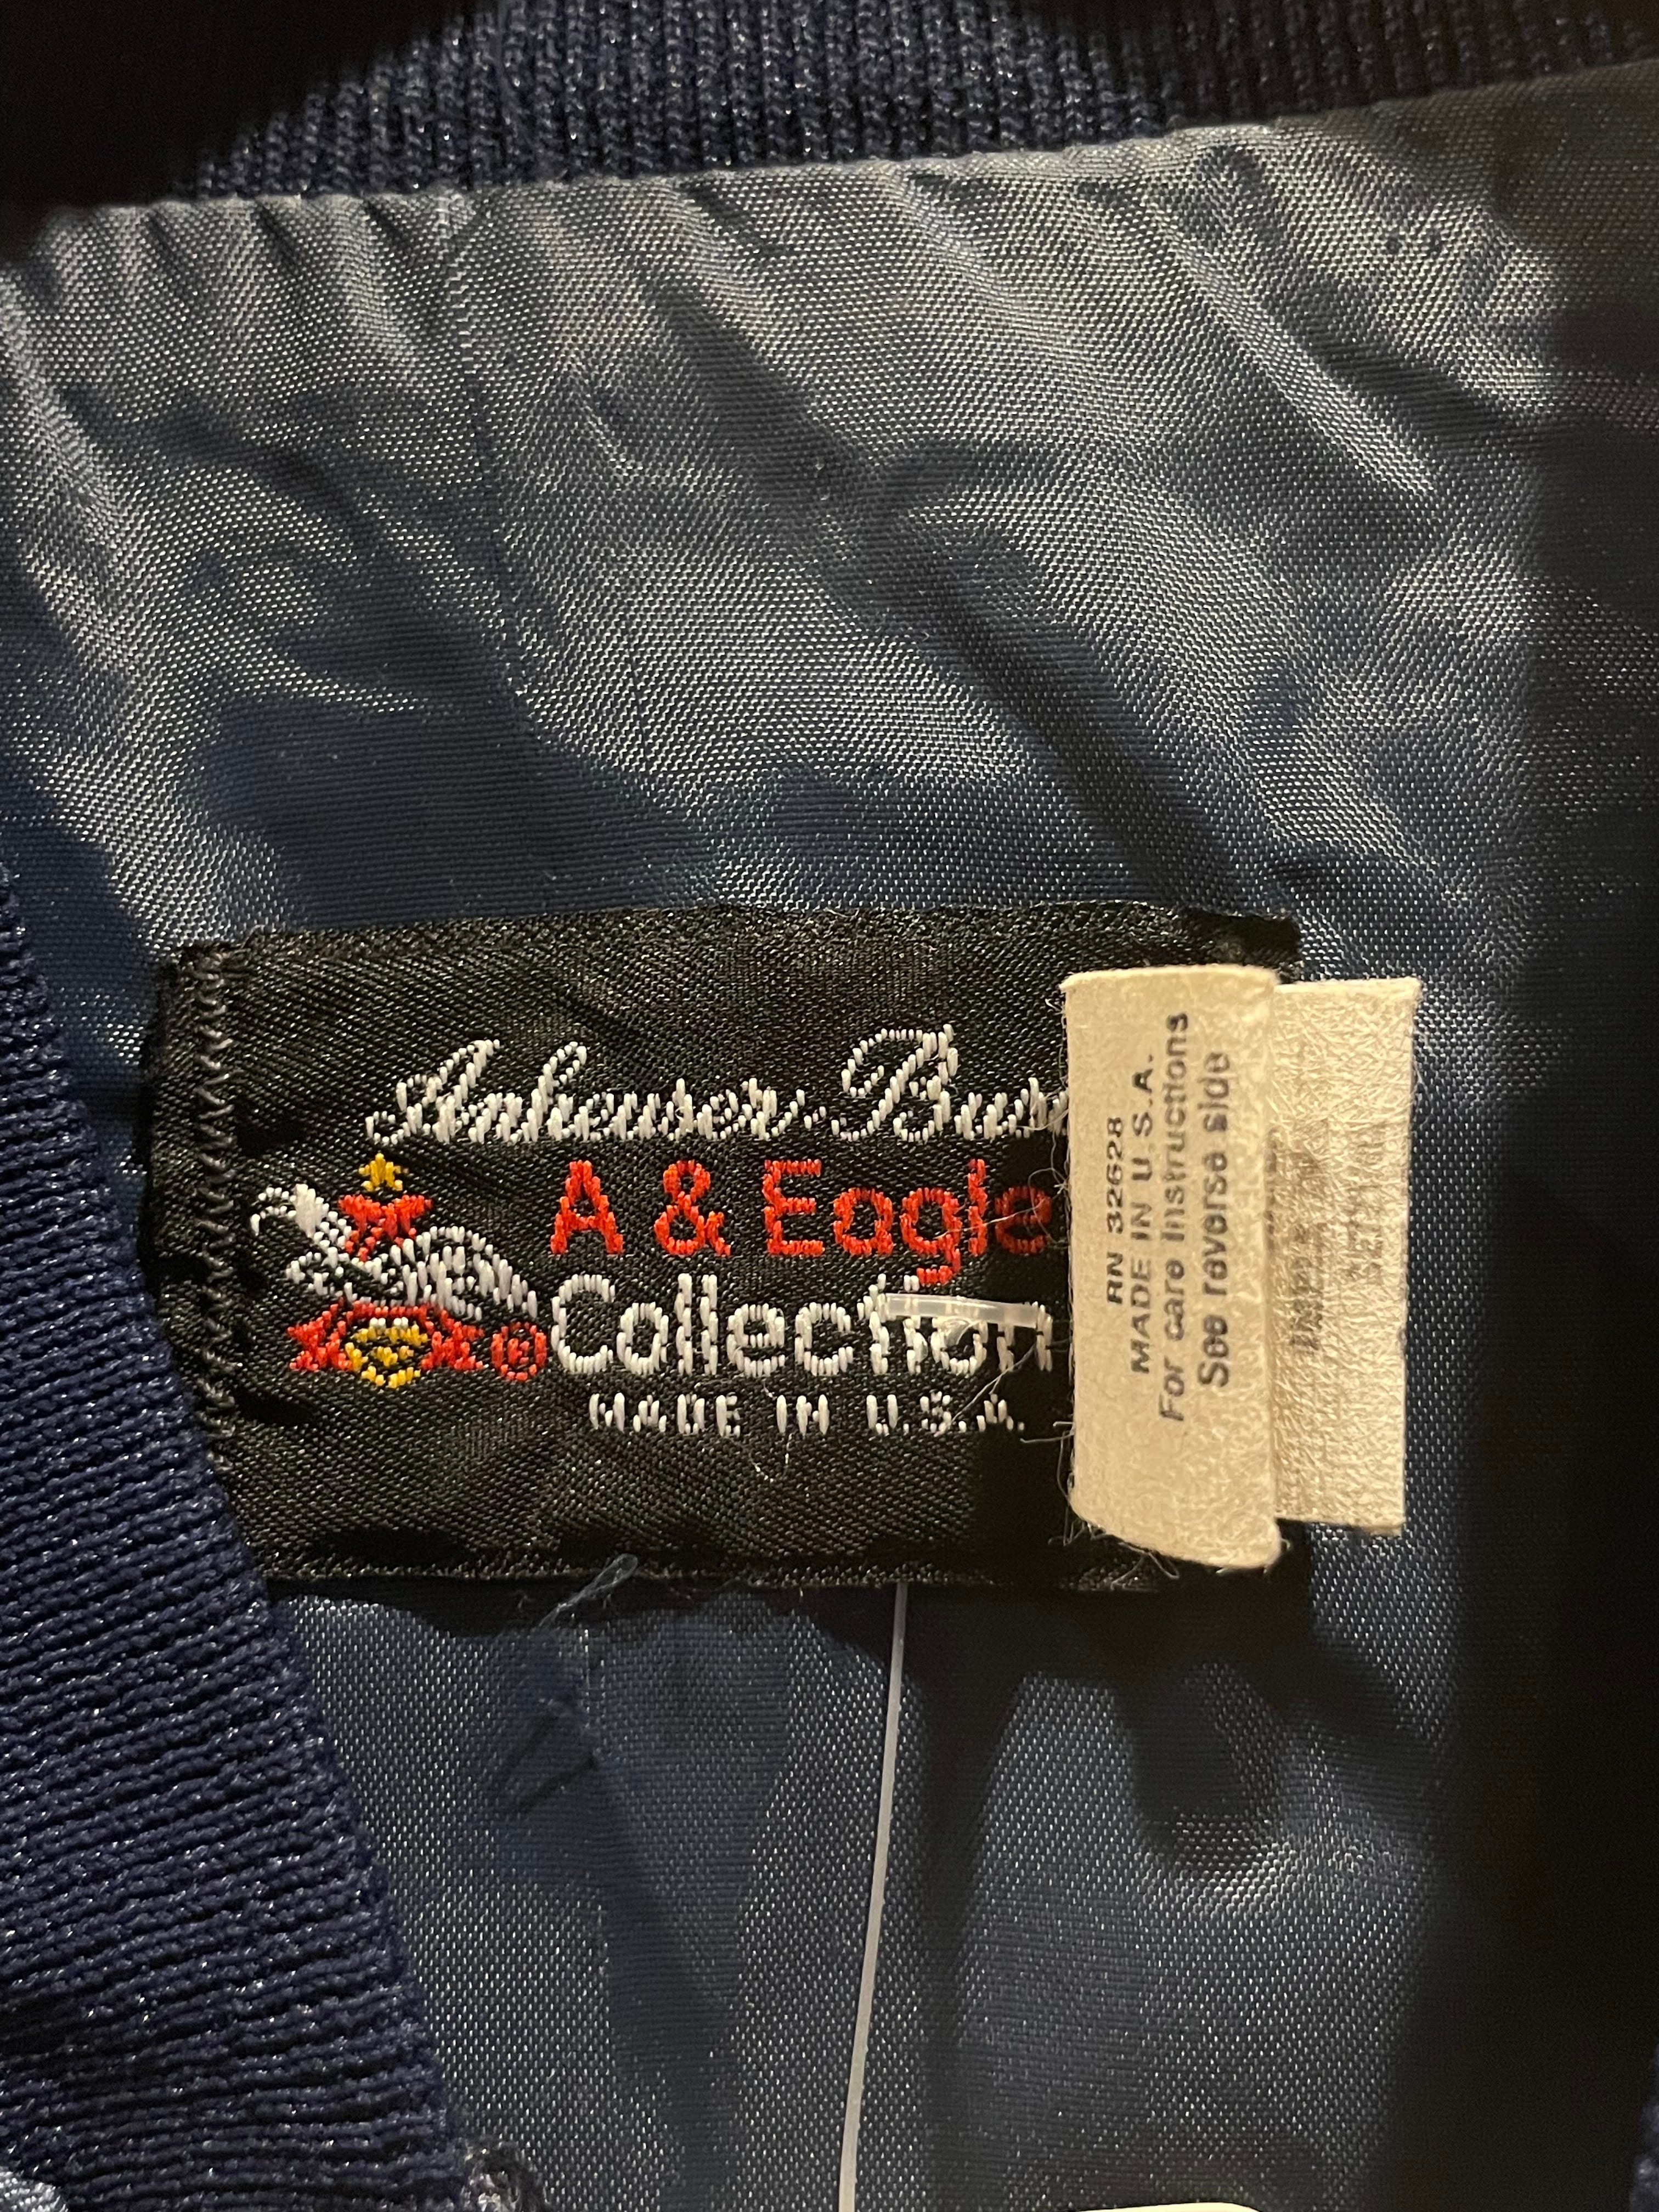 Anheuser-Bus
A & Eagle
Collection
®
MADE IN U.S.A.
RN 32628
MADE IN U.S.A.
For care instructions
See reverse side